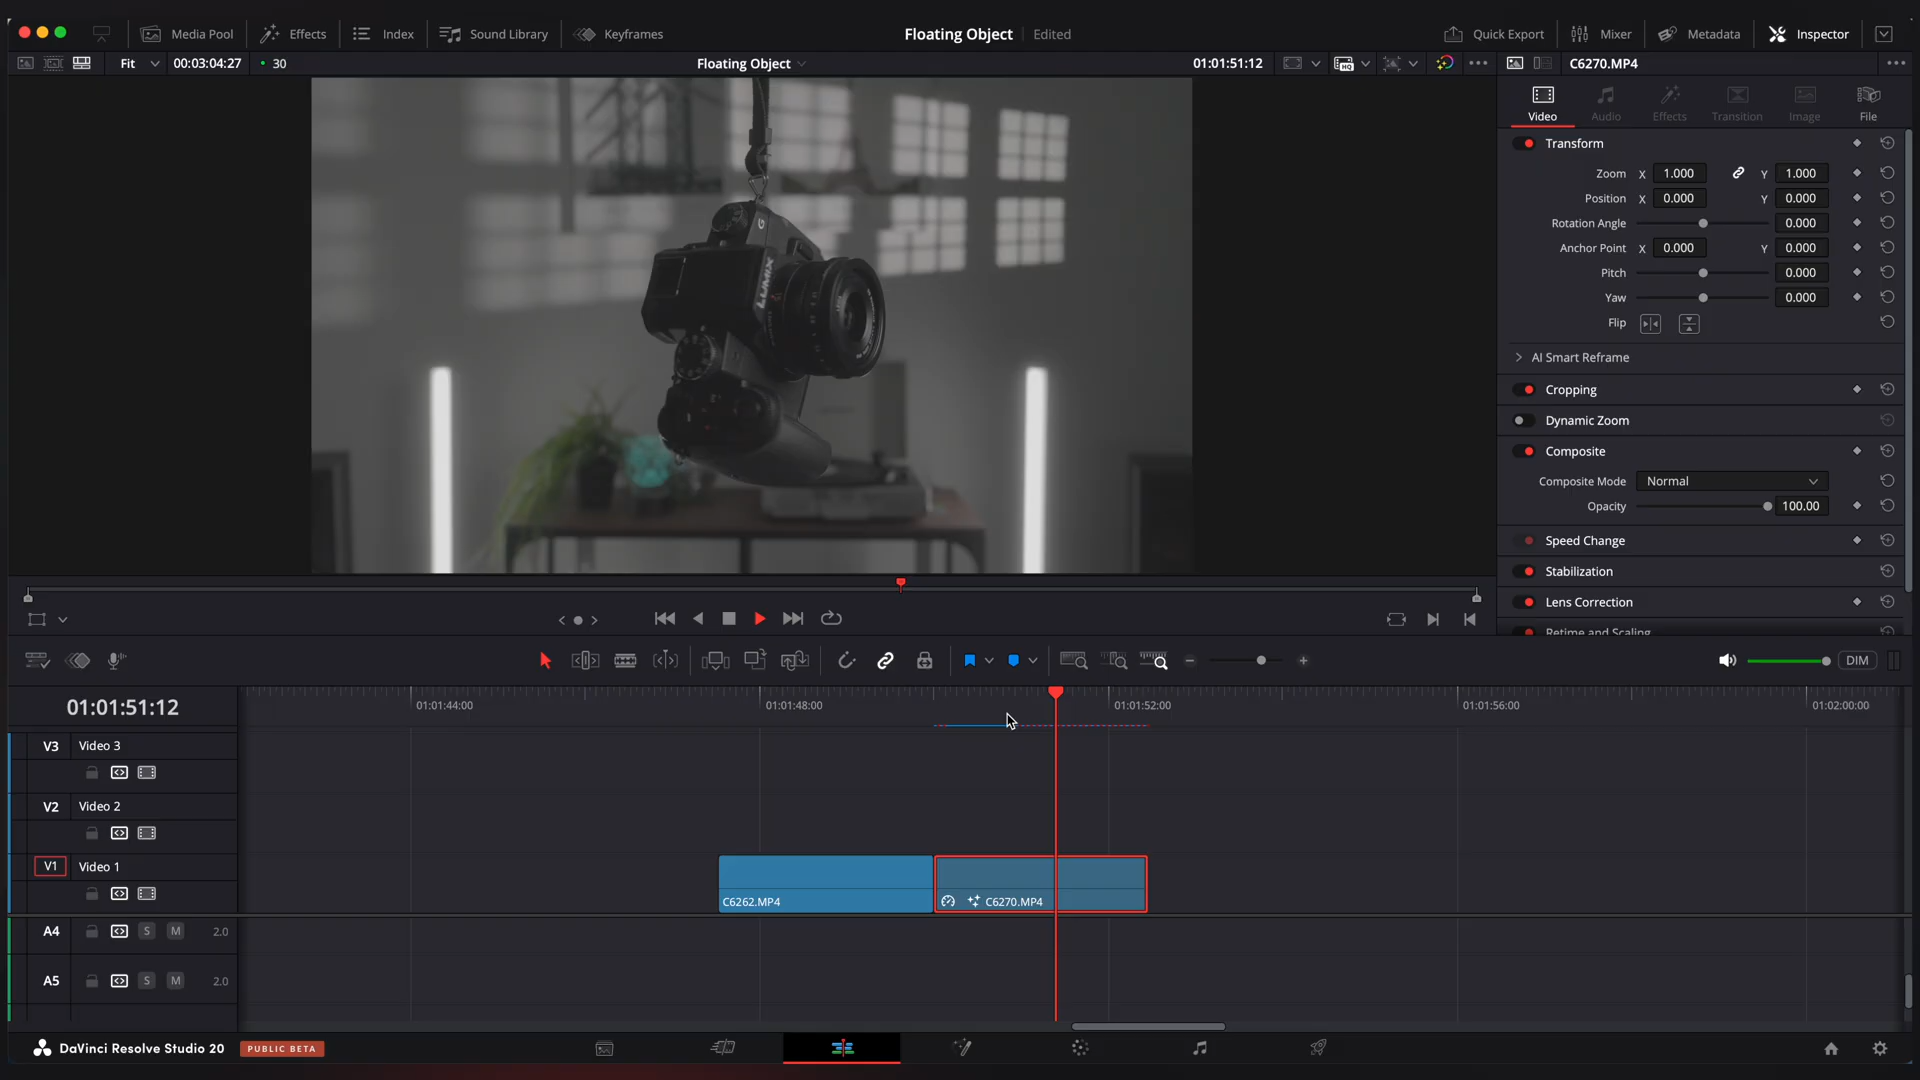 Media Pool
Effects
Index
Sound Library
Keyframes
Floating Object
Edited
Quick Export
Mixer
Metadata
Inspector
Fit
00:03:04:27
30
Floating Object
01:01:51:12
C6270.MP4
Video
Audio
Effects
Transition
Image
File
Transform
Zoom X 1.000 Y 1.000
Position X 0.000 Y 0.000
Rotation Angle 0.000
Anchor Point X 0.000 Y 0.000
Pitch 0.000
Yaw 0.000
Flip
AI Smart Reframe
Cropping
Dynamic Zoom
Composite
Composite Mode Normal
Opacity 100.00
Speed Change
Stabilization
Lens Correction
Retime and Scaling
G
LUMIX
DIM
01:01:51:12
01:01:44:00
01:01:48:00
01:01:52:00
01:01:56:00
01:02:00:00
V3 Video 3
V2 Video 2
V1 Video 1
C6262.MP4
C6270.MP4
A4 S M 2.0
A5 S M 2.0
DaVinci Resolve Studio 20
PUBLIC BETA